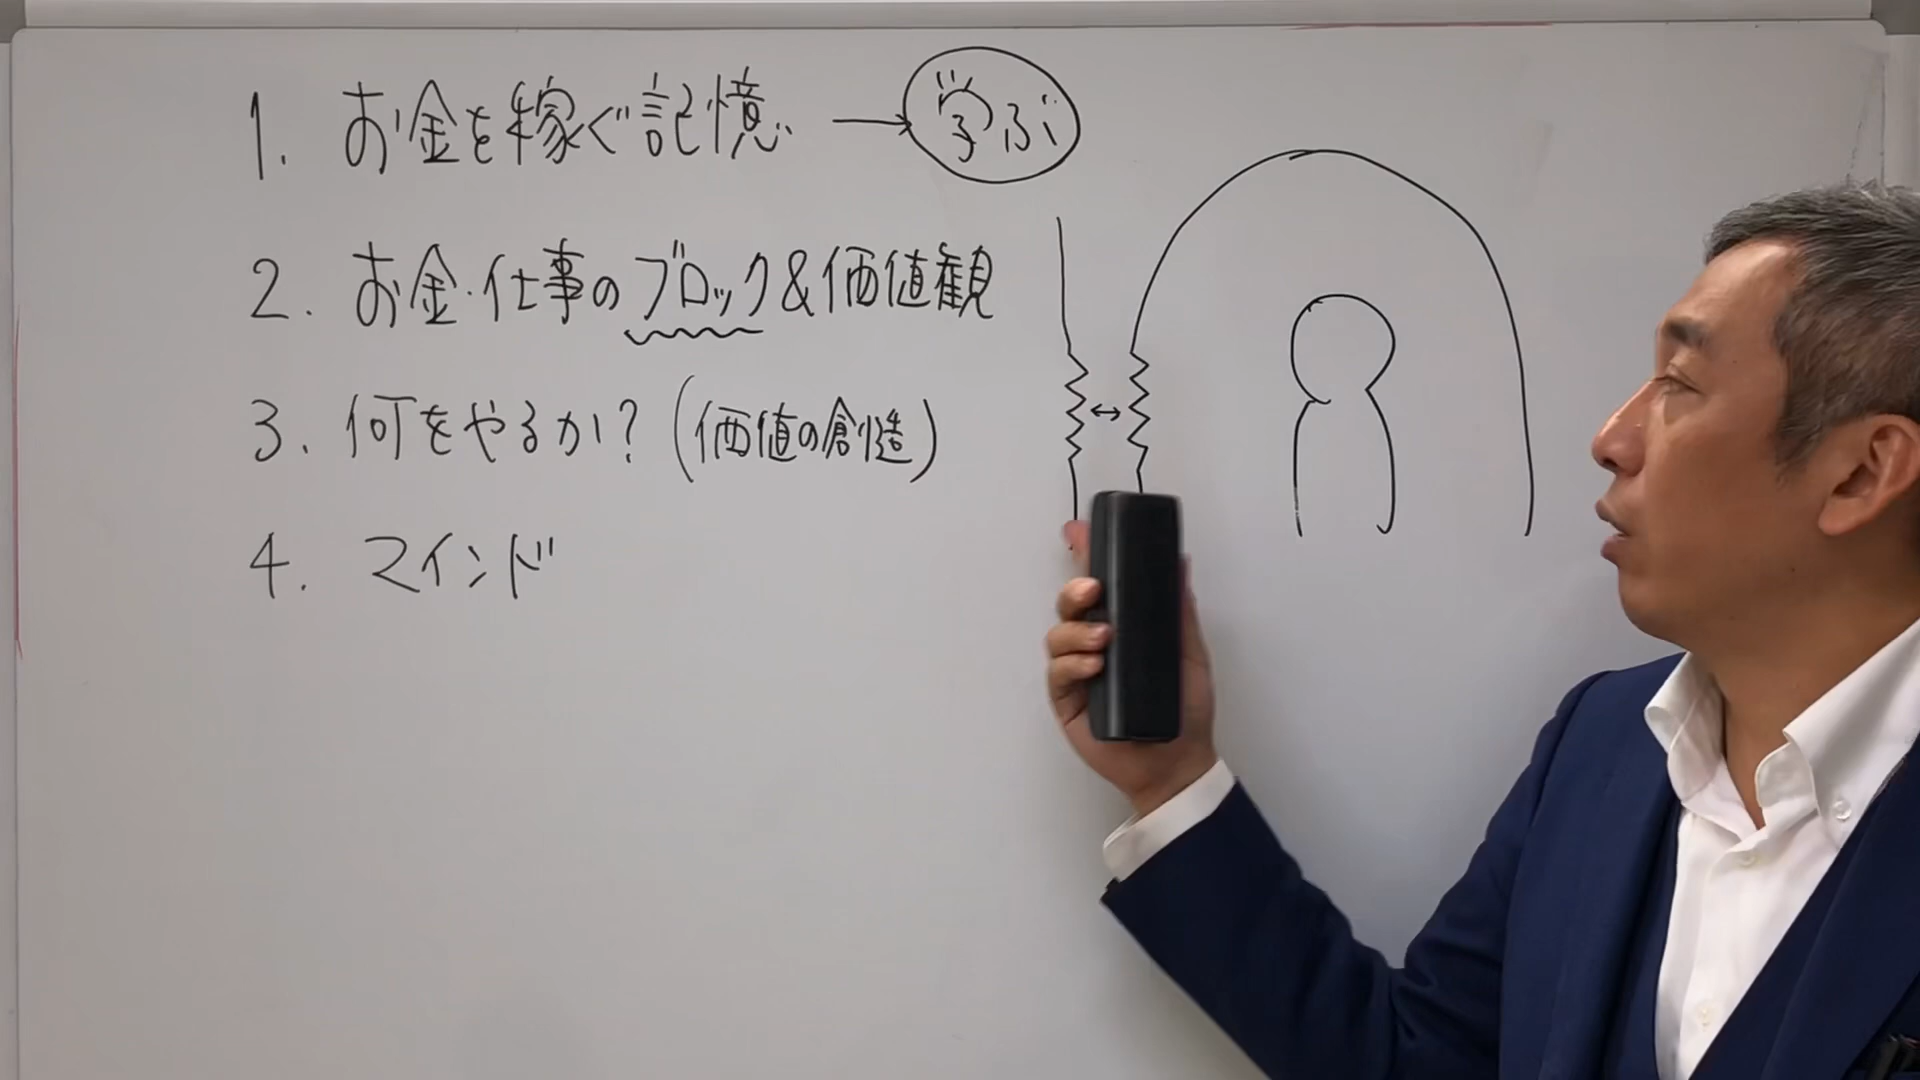 1. お金を稼ぐ記憶 → 学ぶ
2. お金・仕事のブロック&価値観
3. 何をやるか?(価値の創造)
4. マインド